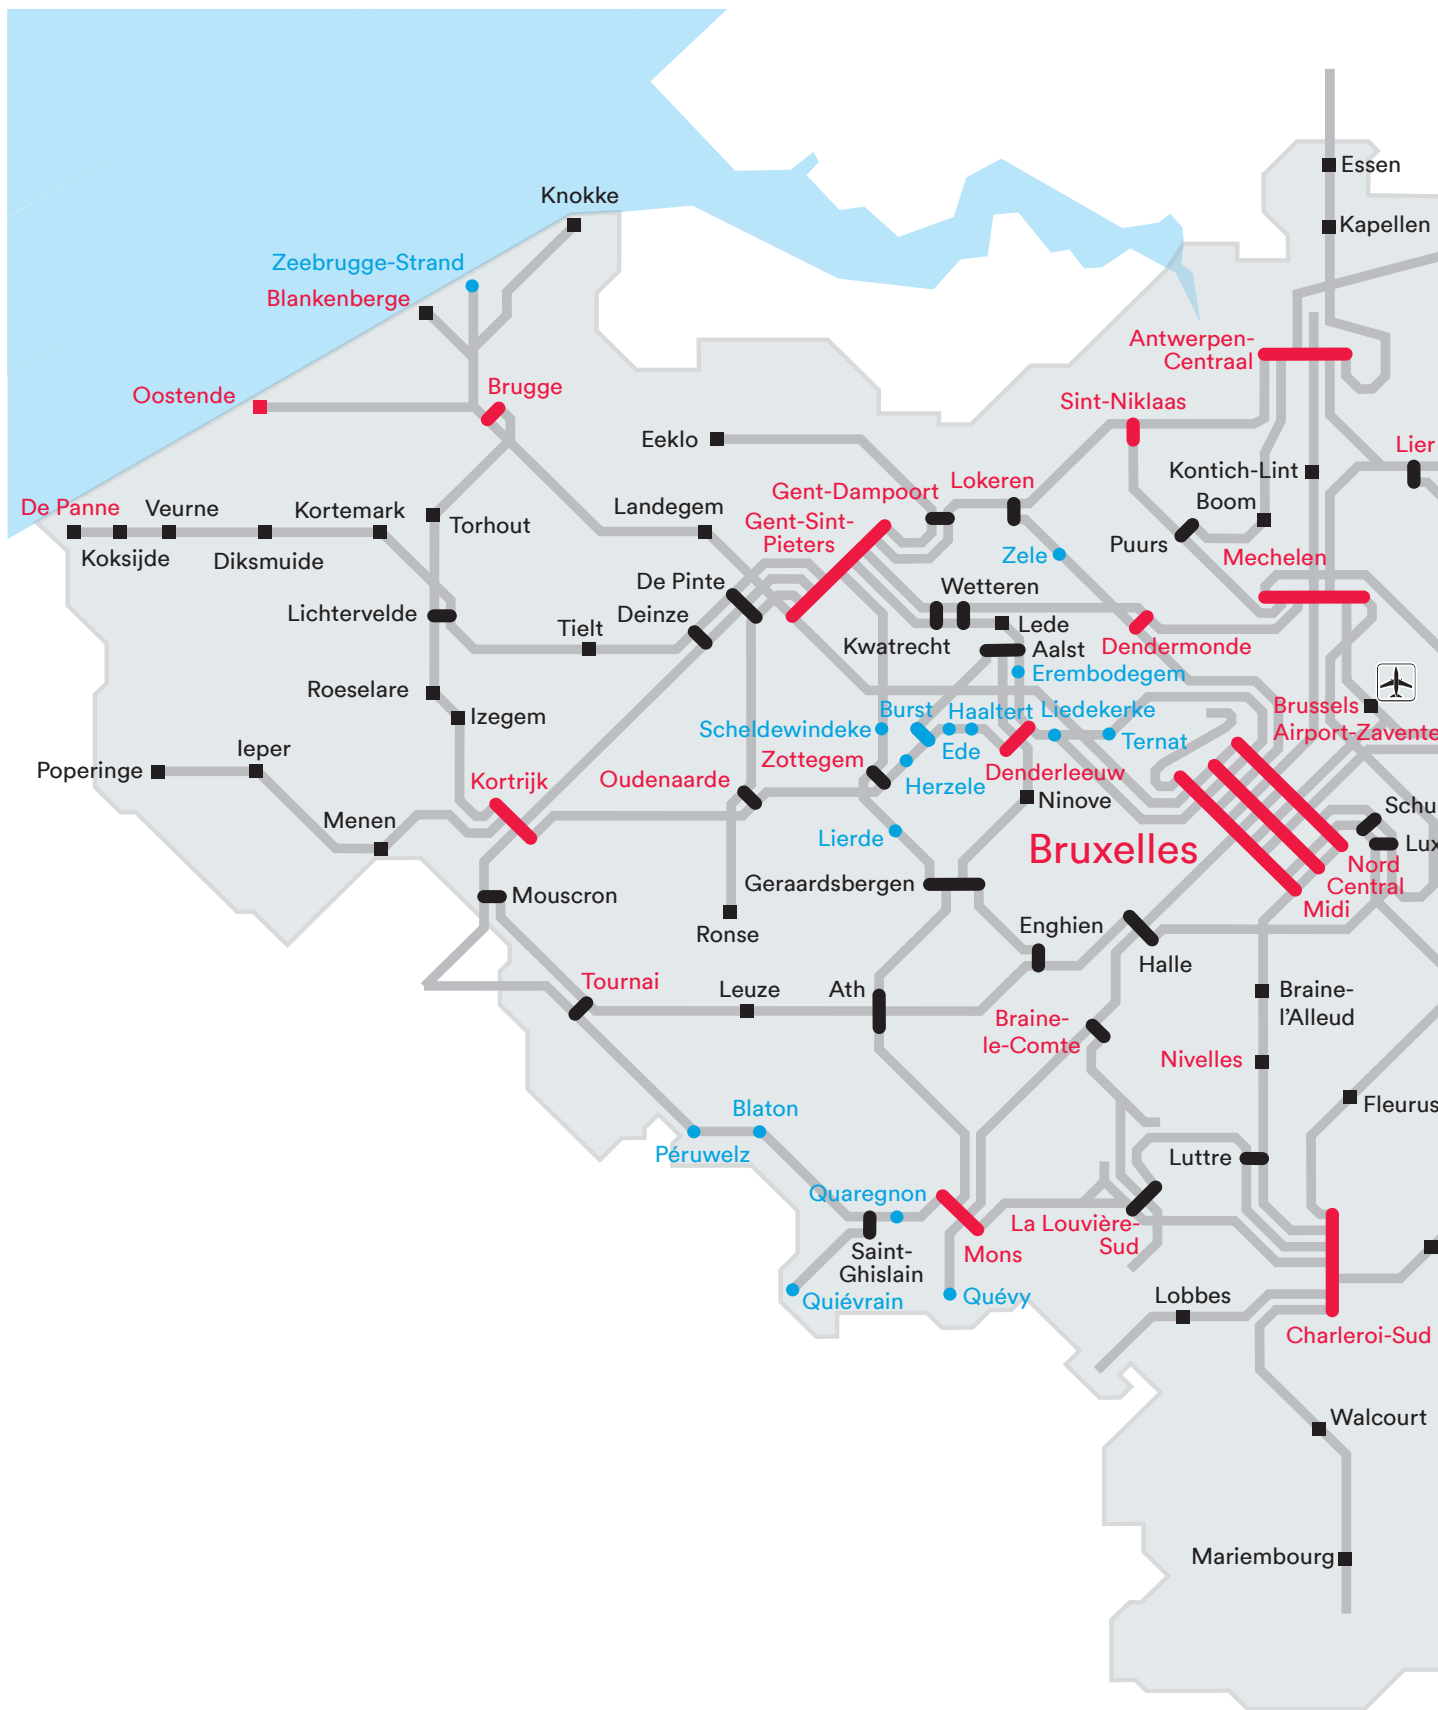 Essen
Knokke
Kapellen
Zeebrugge-Strand
Blankenberge
Antwerpen-
Centraal
Oostende
Brugge
Sint-Niklaas
Eeklo
Lier
Kontich-Lint
Lokeren
Gent-Dampoort
Boom
De Panne
Veurne
Kortemark
Landegem
Gent-Sint-
Pieters
Torhout
Puurs
Koksijde
Diksmuide
Zele
Mechelen
De Pinte
Wetteren
Lichtervelde
Deinze
Tielt
Lede
Kwatrecht
Aalst
Dendermonde
Erembodegem
Roeselare
Izegem
Brussels
Airport-Zavente
Burst
Haaltert
Liedekerke
Scheldewindeke
Ternat
Ieper
Ede
Zottegem
Denderleeuw
Poperinge
Kortrijk
Oudenaarde
Herzele
Ninove
Schu
Menen
Lierde
Bruxelles
Lux
Nord
Central
Midi
Geraardsbergen
Mouscron
Ronse
Enghien
Halle
Tournai
Leuze
Ath
Braine-
l'Alleud
Braine-
le-Comte
Nivelles
Fleurus
Blaton
Péruwelz
Luttre
Quaregnon
La Louvière-
Sud
Saint-
Ghislain
Mons
Quiévrain
Quévy
Lobbes
Charleroi-Sud
Walcourt
Mariembourg